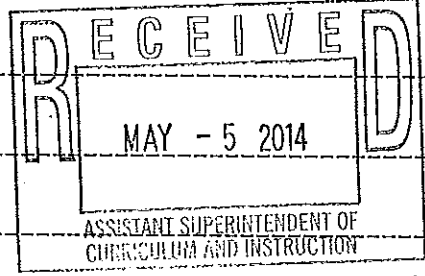 RECEIVED
MAY - 5 2014
ASSISTANT SUPERINTENDENT OF
CURRICULUM AND INSTRUCTION